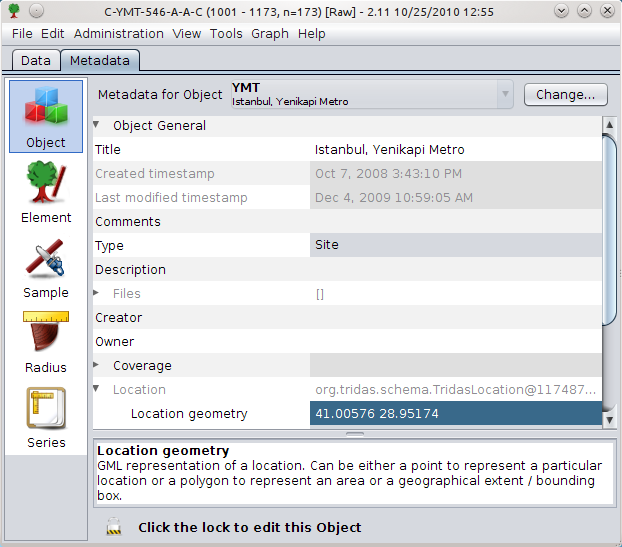 C-YMT-546-A-A-C (1001 - 1173, n=173) [Raw] - 2.11 10/25/2010 12:55
File Edit Administration View Tools Graph Help
Data Metadata
Object
Element
Sample
Radius
Series
Metadata for Object YMT
Istanbul, Yenikapi Metro
Change...
Object General
Title Istanbul, Yenikapi Metro
Created timestamp Oct 7, 2008 3:43:10 PM
Last modified timestamp Dec 4, 2009 10:59:05 AM
Comments
Type Site
Description
Files []
Creator
Owner
Coverage
Location org.tridas.schema.TridasLocation@117487...
Location geometry 41.00576 28.95174
Location geometry
GML representation of a location. Can be either a point to represent a particular
location or a polygon to represent an area or a geographical extent / bounding
box.
Click the lock to edit this Object